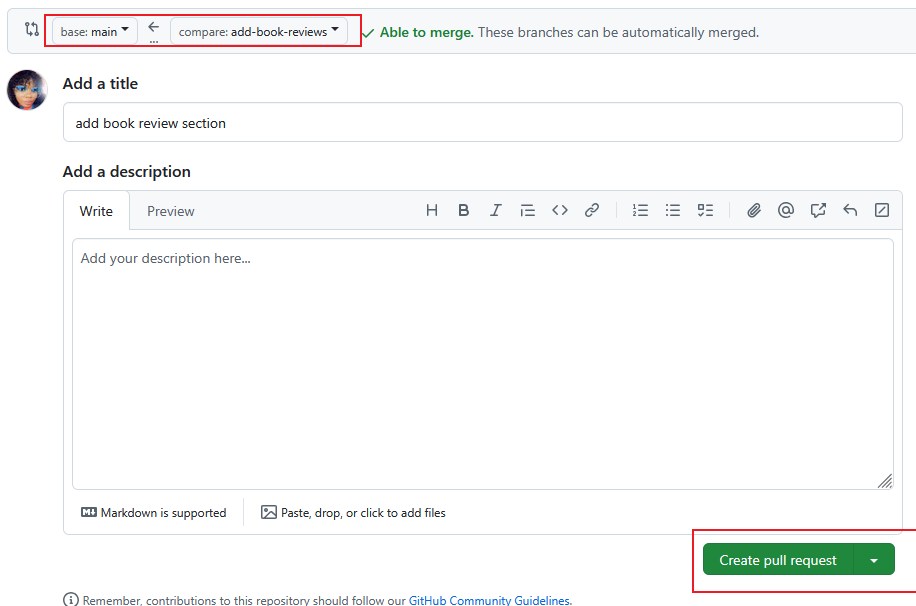 base: main ← ... compare: add-book-reviews ✓ Able to merge. These branches can be automatically merged.
Add a title
add book review section
Add a description
Write Preview
Add your description here...
Markdown is supported Paste, drop, or click to add files
Create pull request
Remember, contributions to this repository should follow our GitHub Community Guidelines.